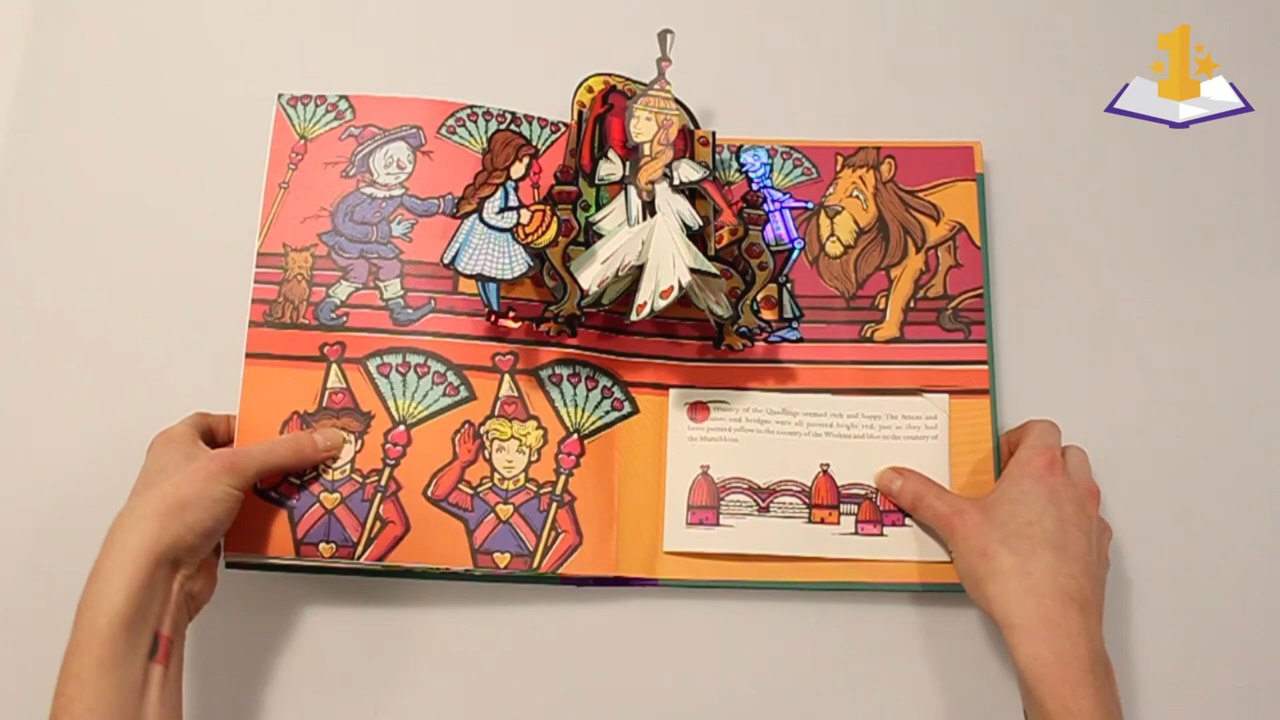 1
country of the Quadlings seemed rich and happy. The fences and
and bridges were all painted bright red, just as they had
been painted yellow in the country of the Winkies and blue in the country of
the Munchkins.